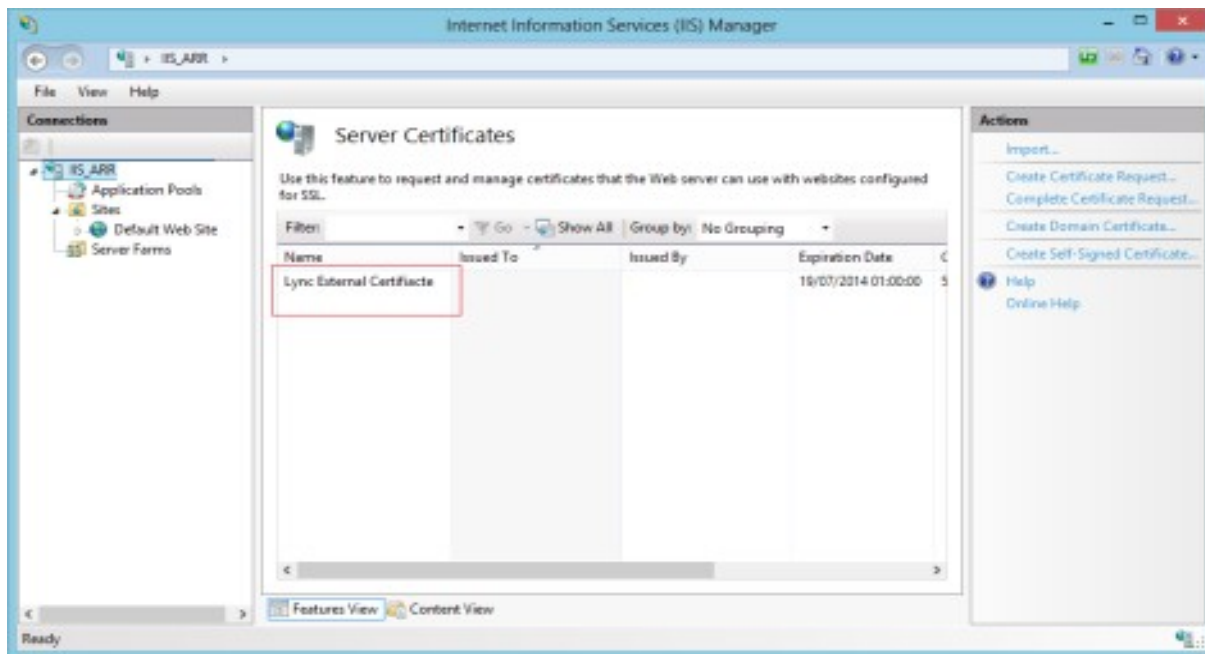 Internet Information Services (IIS) Manager
IIS_ARR
File View Help
Connections
IIS_ARR
Application Pools
Sites
Default Web Site
Server Farms
Server Certificates
Use this feature to request and manage certificates that the Web server can use with websites configured
for SSL.
Filter: Go Show All Group by: No Grouping
Name Issued To Issued By Expiration Date C
Lync External Certifiacte 19/07/2014 01:00:00 5
Features View Content View
Actions
Import...
Create Certificate Request...
Complete Certificate Request...
Create Domain Certificate...
Create Self-Signed Certificate...
Help
Online Help
Ready